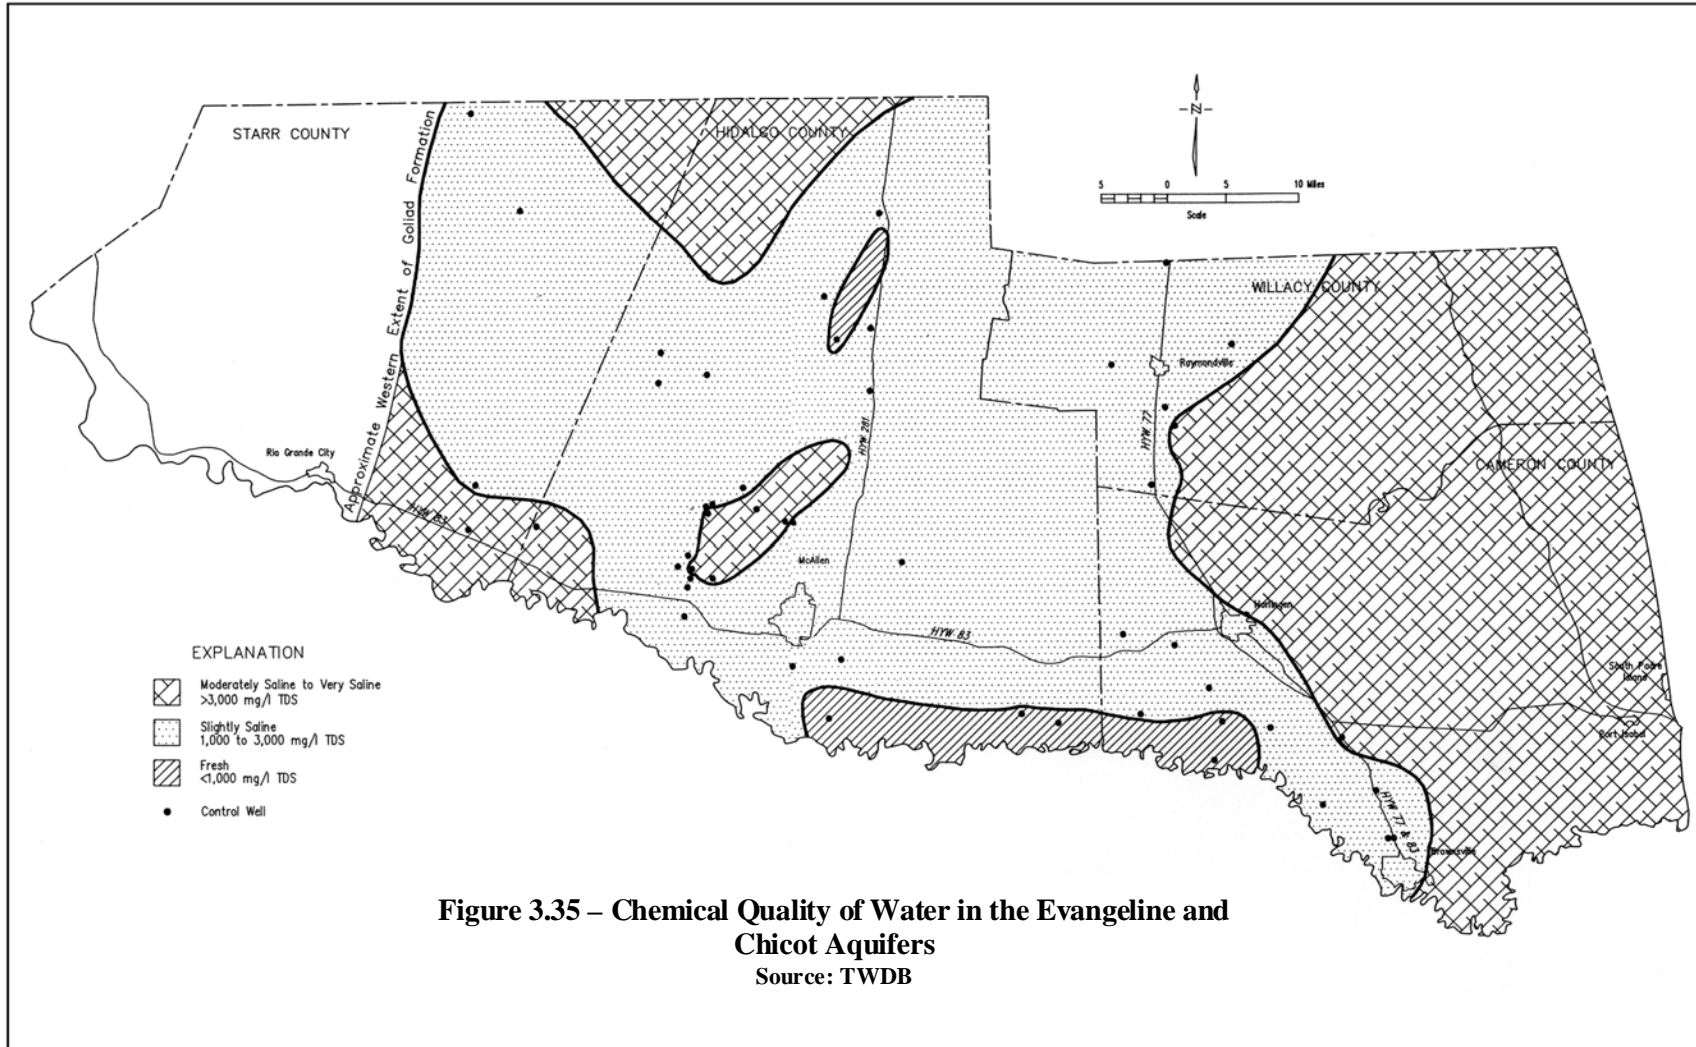 STARR COUNTY
HIDALGO COUNTY
Approximate Western Extent of Goliad Formation
N
5 0 5 10 Miles
Scale
WILLACY COUNTY
Raymondville
HYW 281
HYW 77
CAMERON COUNTY
Rio Grande City
HYW 83
McAllen
HYW 83
Harlingen
South Padre
Island
Port Isabel
HYW 77 & 83
Brownsville
EXPLANATION
Moderately Saline to Very Saline
>3,000 mg/l TDS
Slightly Saline
1,000 to 3,000 mg/l TDS
Fresh
<1,000 mg/l TDS
Control Well
Figure 3.35 – Chemical Quality of Water in the Evangeline and
Chicot Aquifers
Source: TWDB